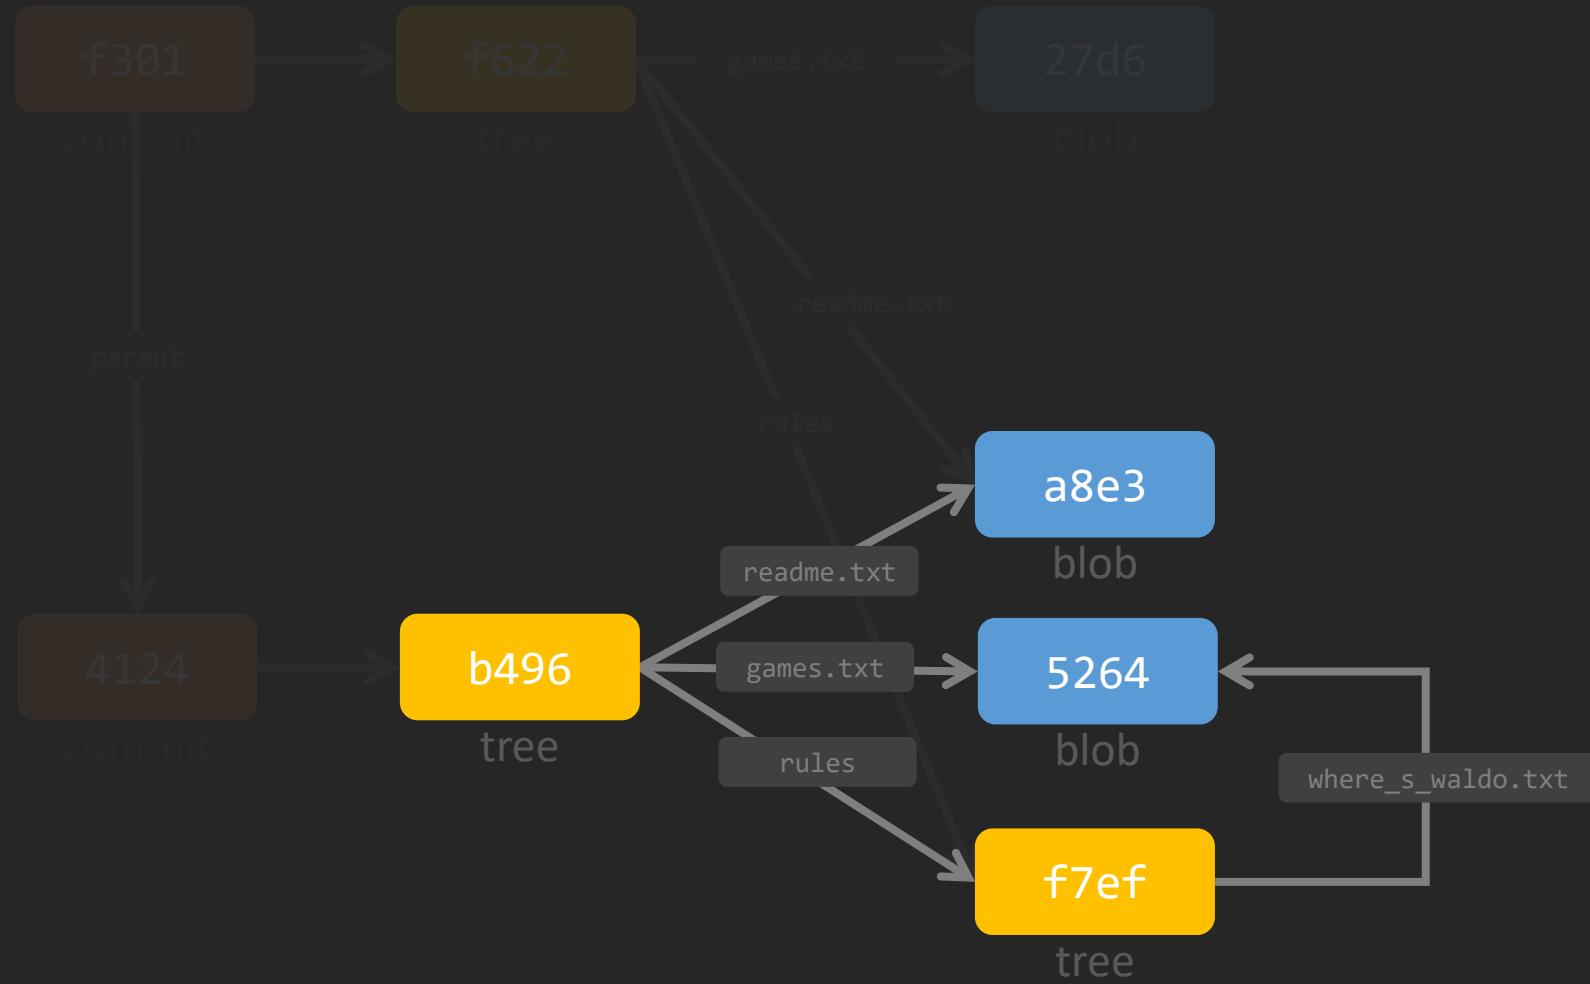 f301
f622
games.txt
27d6
commit
tree
blob
readme.txt
parent
rules
a8e3
blob
readme.txt
4124
b496
games.txt
5264
commit
tree
blob
rules
where_s_waldo.txt
f7ef
tree